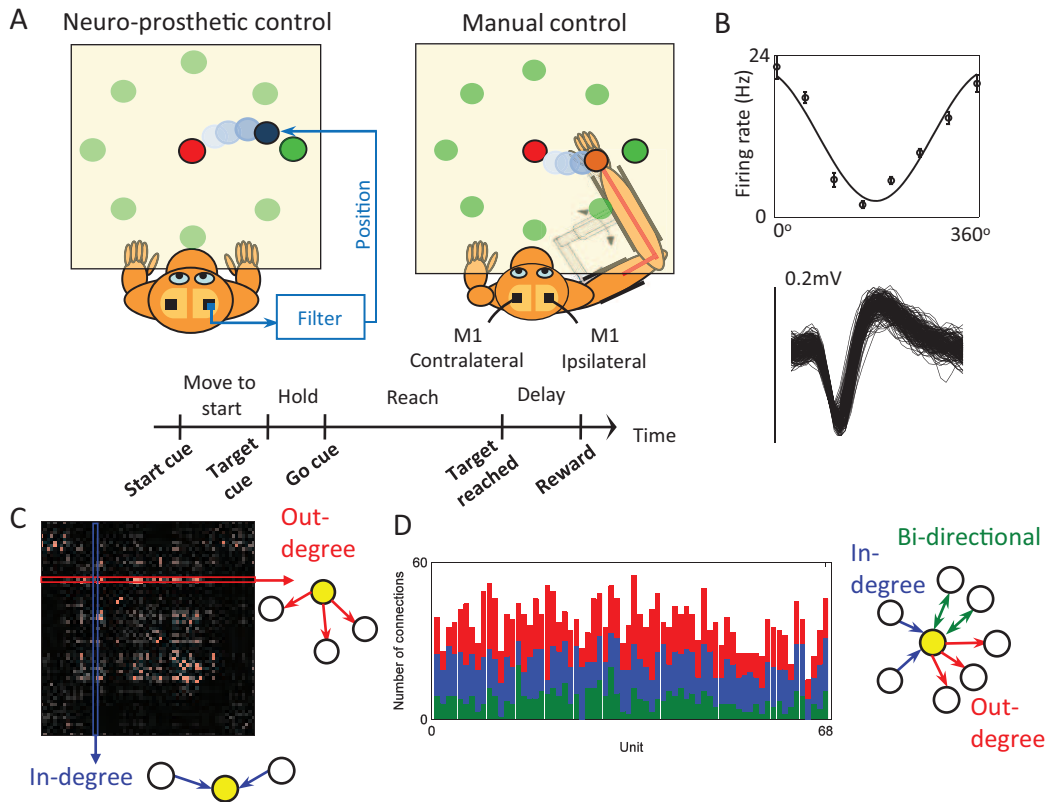 A
Neuro-prosthetic control
Manual control
Position
Filter
M1
Contralateral
M1
Ipsilateral
Move to
start
Hold
Reach
Delay
Time
Start cue
Target
cue
Go cue
Target
reached
Reward
B
24
Firing rate (Hz)
0
0º
360º
0.2mV
C
Out-
degree
In-degree
D
60
Number of connections
0
0
Unit
68
Bi-directional
In-
degree
Out-
degree